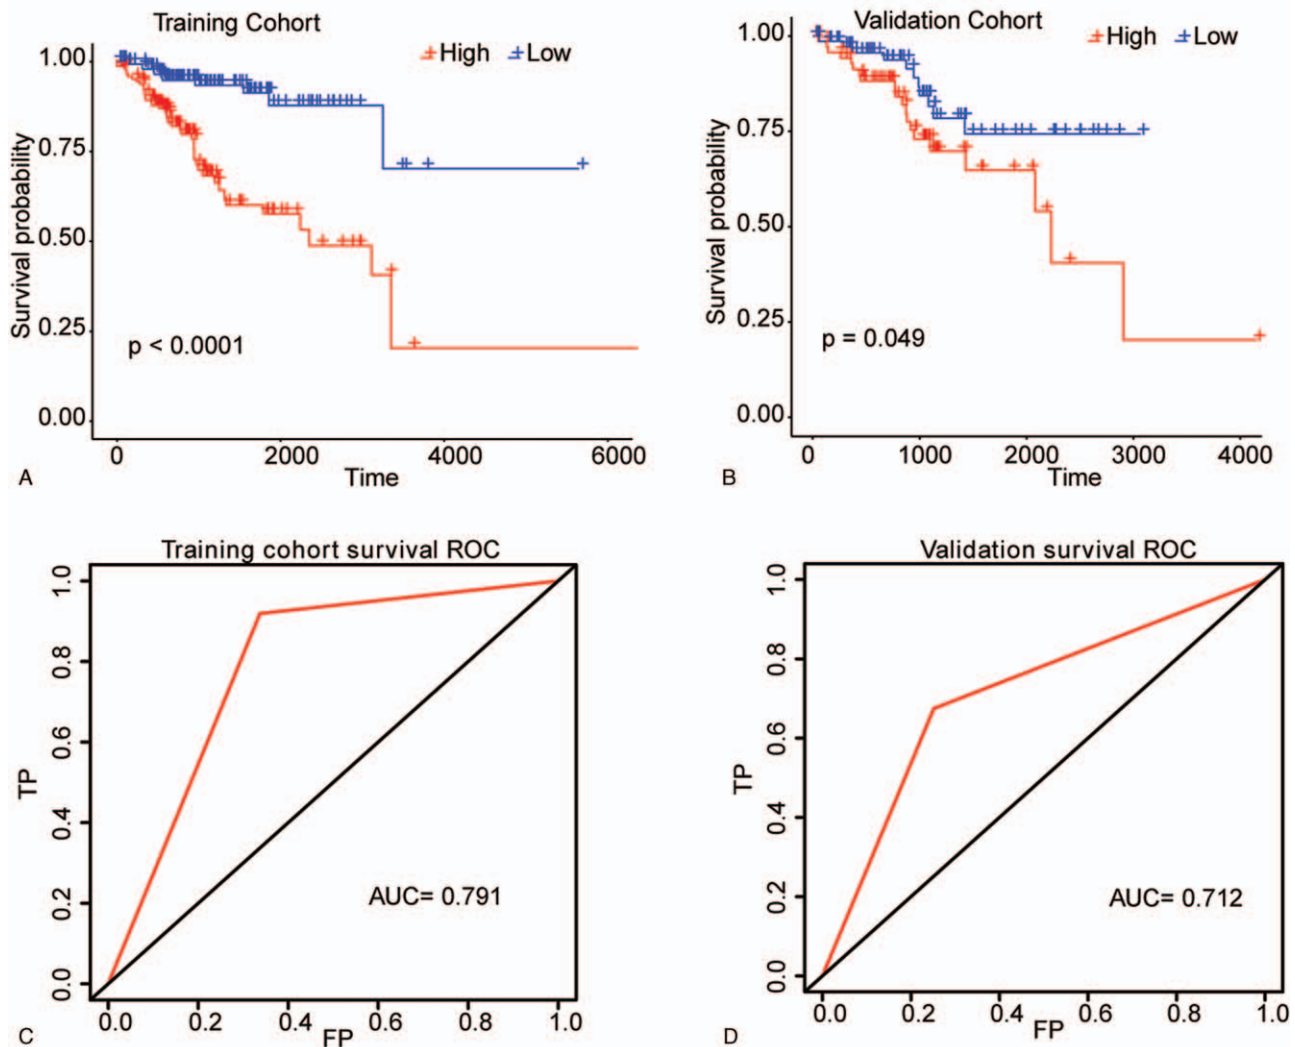 Training Cohort
High Low
1.00
0.75
0.50
0.25
0.00
Survival probability
p < 0.0001
0 2000 4000 6000
Time
A
Validation Cohort
High Low
1.00
0.75
0.50
0.25
0.00
Survival probability
p = 0.049
0 1000 2000 3000 4000
Time
B
Training cohort survival ROC
1.0
0.8
0.6
0.4
0.2
0.0
TP
AUC= 0.791
0.0 0.2 0.4 0.6 0.8 1.0
FP
C
Validation survival ROC
1.0
0.8
0.6
0.4
0.2
0.0
TP
AUC= 0.712
0.0 0.2 0.4 0.6 0.8 1.0
FP
D